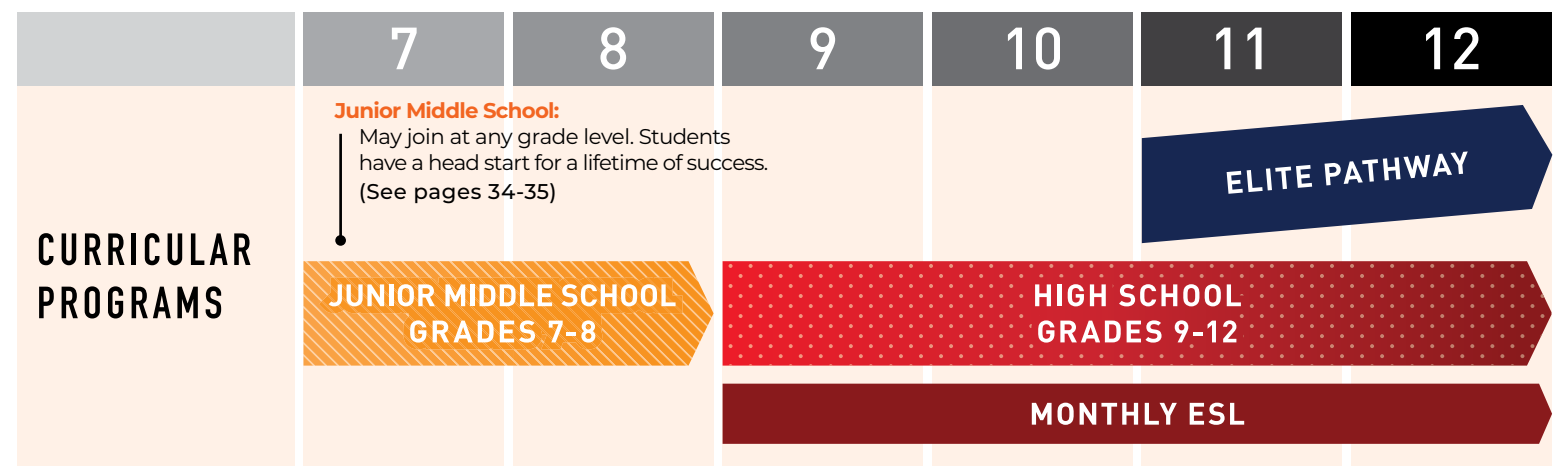 7 8 9 10 11 12
Junior Middle School:
May join at any grade level. Students
have a head start for a lifetime of success.
(See pages 34-35)
ELITE PATHWAY
CURRICULAR
PROGRAMS
JUNIOR MIDDLE SCHOOL
GRADES 7-8
HIGH SCHOOL
GRADES 9-12
MONTHLY ESL